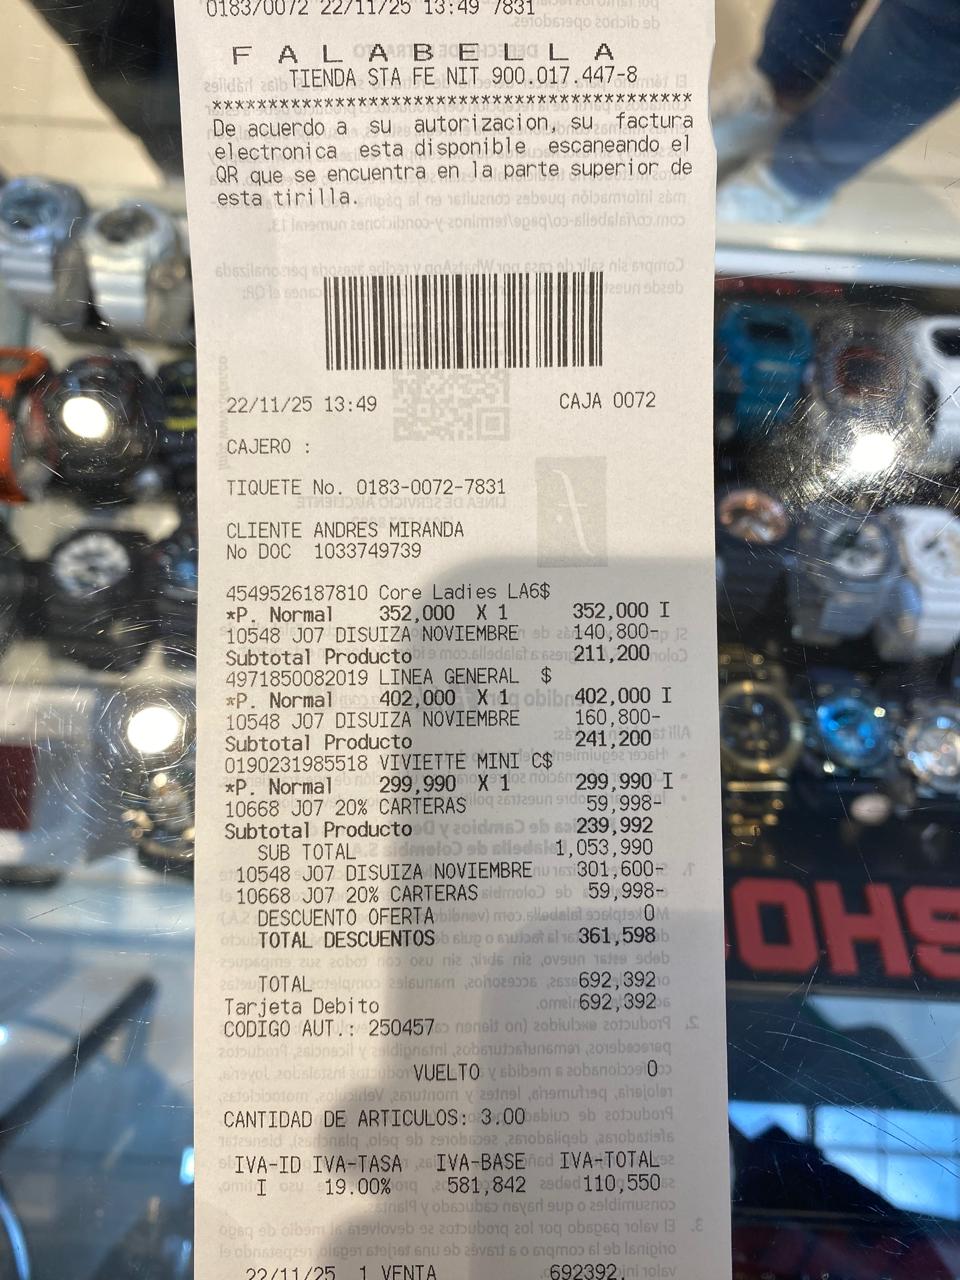 0183/0072 22/11/25 13:49 7831
F A L A B E L L A
TIENDA STA FE NIT 900.017.447-8
*******************************************
De acuerdo a su autorizacion, su factura
electronica esta disponible escaneando el
QR que se encuentra en la parte superior de
esta tirilla.
22/11/25 13:49 CAJA 0072
CAJERO :
TIQUETE No. 0183-0072-7831
CLIENTE ANDRES MIRANDA
No DOC 1033749739
4549526187810 Core Ladies LA6$
*P. Normal 352,000 X 1 352,000 I
10548 J07 DISUIZA NOVIEMBRE 140,800-
Subtotal Producto 211,200
4971850082019 LINEA GENERAL $
*P. Normal 402,000 X 1 402,000 I
10548 J07 DISUIZA NOVIEMBRE 160,800-
Subtotal Producto 241,200
0190231985518 VIVIETTE MINI C$
*P. Normal 299,990 X 1 299,990 I
10668 J07 20% CARTERAS 59,998-
Subtotal Producto 239,992
SUB TOTAL 1,053,990
10548 J07 DISUIZA NOVIEMBRE 301,600-
10668 J07 20% CARTERAS 59,998-
DESCUENTO OFERTA 0
TOTAL DESCUENTOS 361,598
TOTAL 692,392
Tarjeta Debito 692,392
CODIGO AUT.: 250457
VUELTO 0
CANTIDAD DE ARTICULOS: 3.00
IVA-ID IVA-TASA IVA-BASE IVA-TOTAL
I 19.00% 581,842 110,550
22/11/25 1 VENTA 692392.